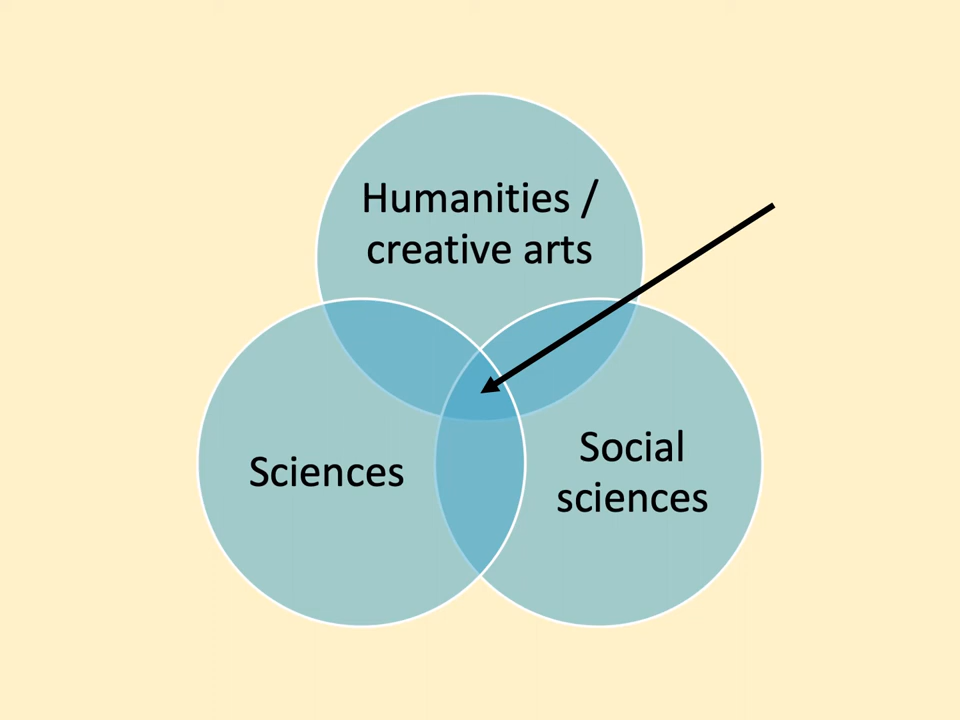 Humanities /
creative arts
Sciences
Social
sciences